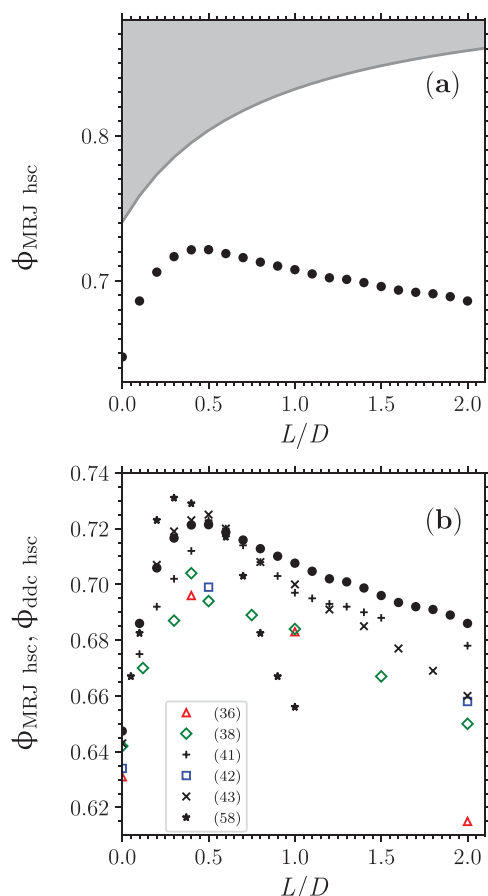 (a)
0.8
0.7
ϕMRJ hsc
0.0 0.5 1.0 1.5 2.0
L/D
(b)
0.74
0.72
0.70
0.68
0.66
0.64
0.62
ϕMRJ hsc, ϕddc hsc
(36)
(38)
(41)
(42)
(43)
(58)
0.0 0.5 1.0 1.5 2.0
L/D